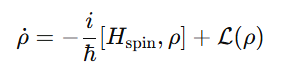 ρ̇ = −i/ħ [H_spin, ρ] + ℒ(ρ)